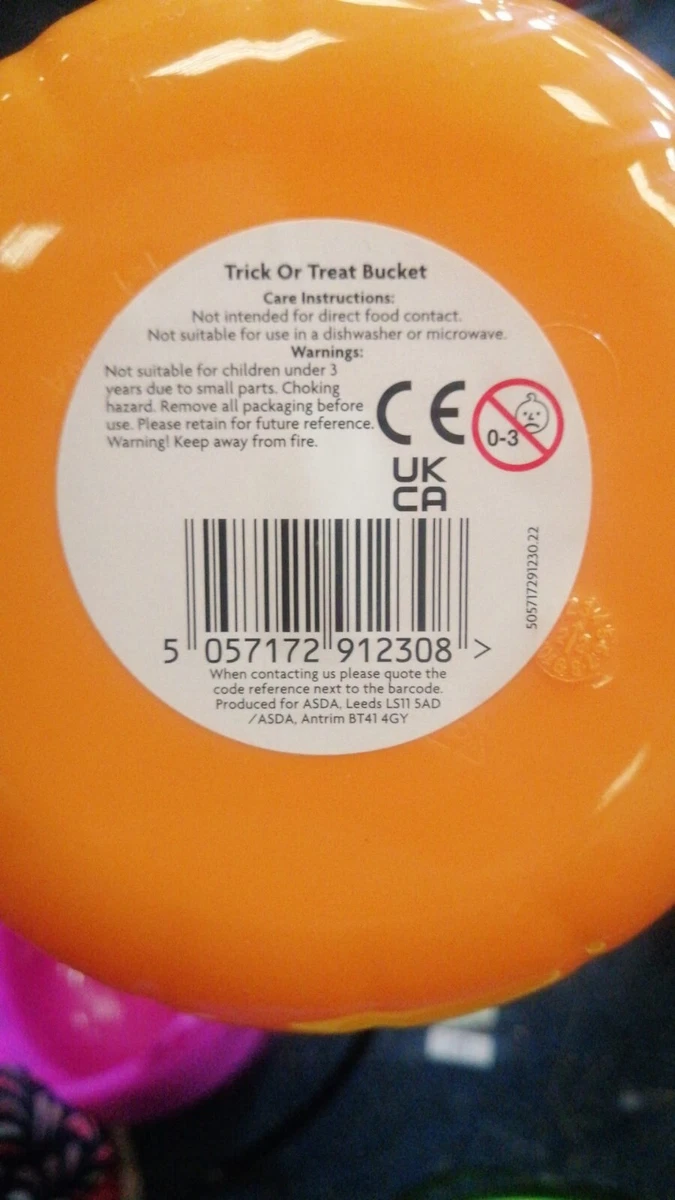 Trick Or Treat Bucket
Care Instructions:
Not intended for direct food contact.
Not suitable for use in a dishwasher or microwave.
Warnings:
Not suitable for children under 3
years due to small parts. Choking
hazard. Remove all packaging before
use. Please retain for future reference.
Warning! Keep away from fire.
CE
0-3
UK
CA
505717291230.22
5 057172 912308 >
When contacting us please quote the
code reference next to the barcode.
Produced for ASDA, Leeds LS11 5AD
/ASDA, Antrim BT41 4GY